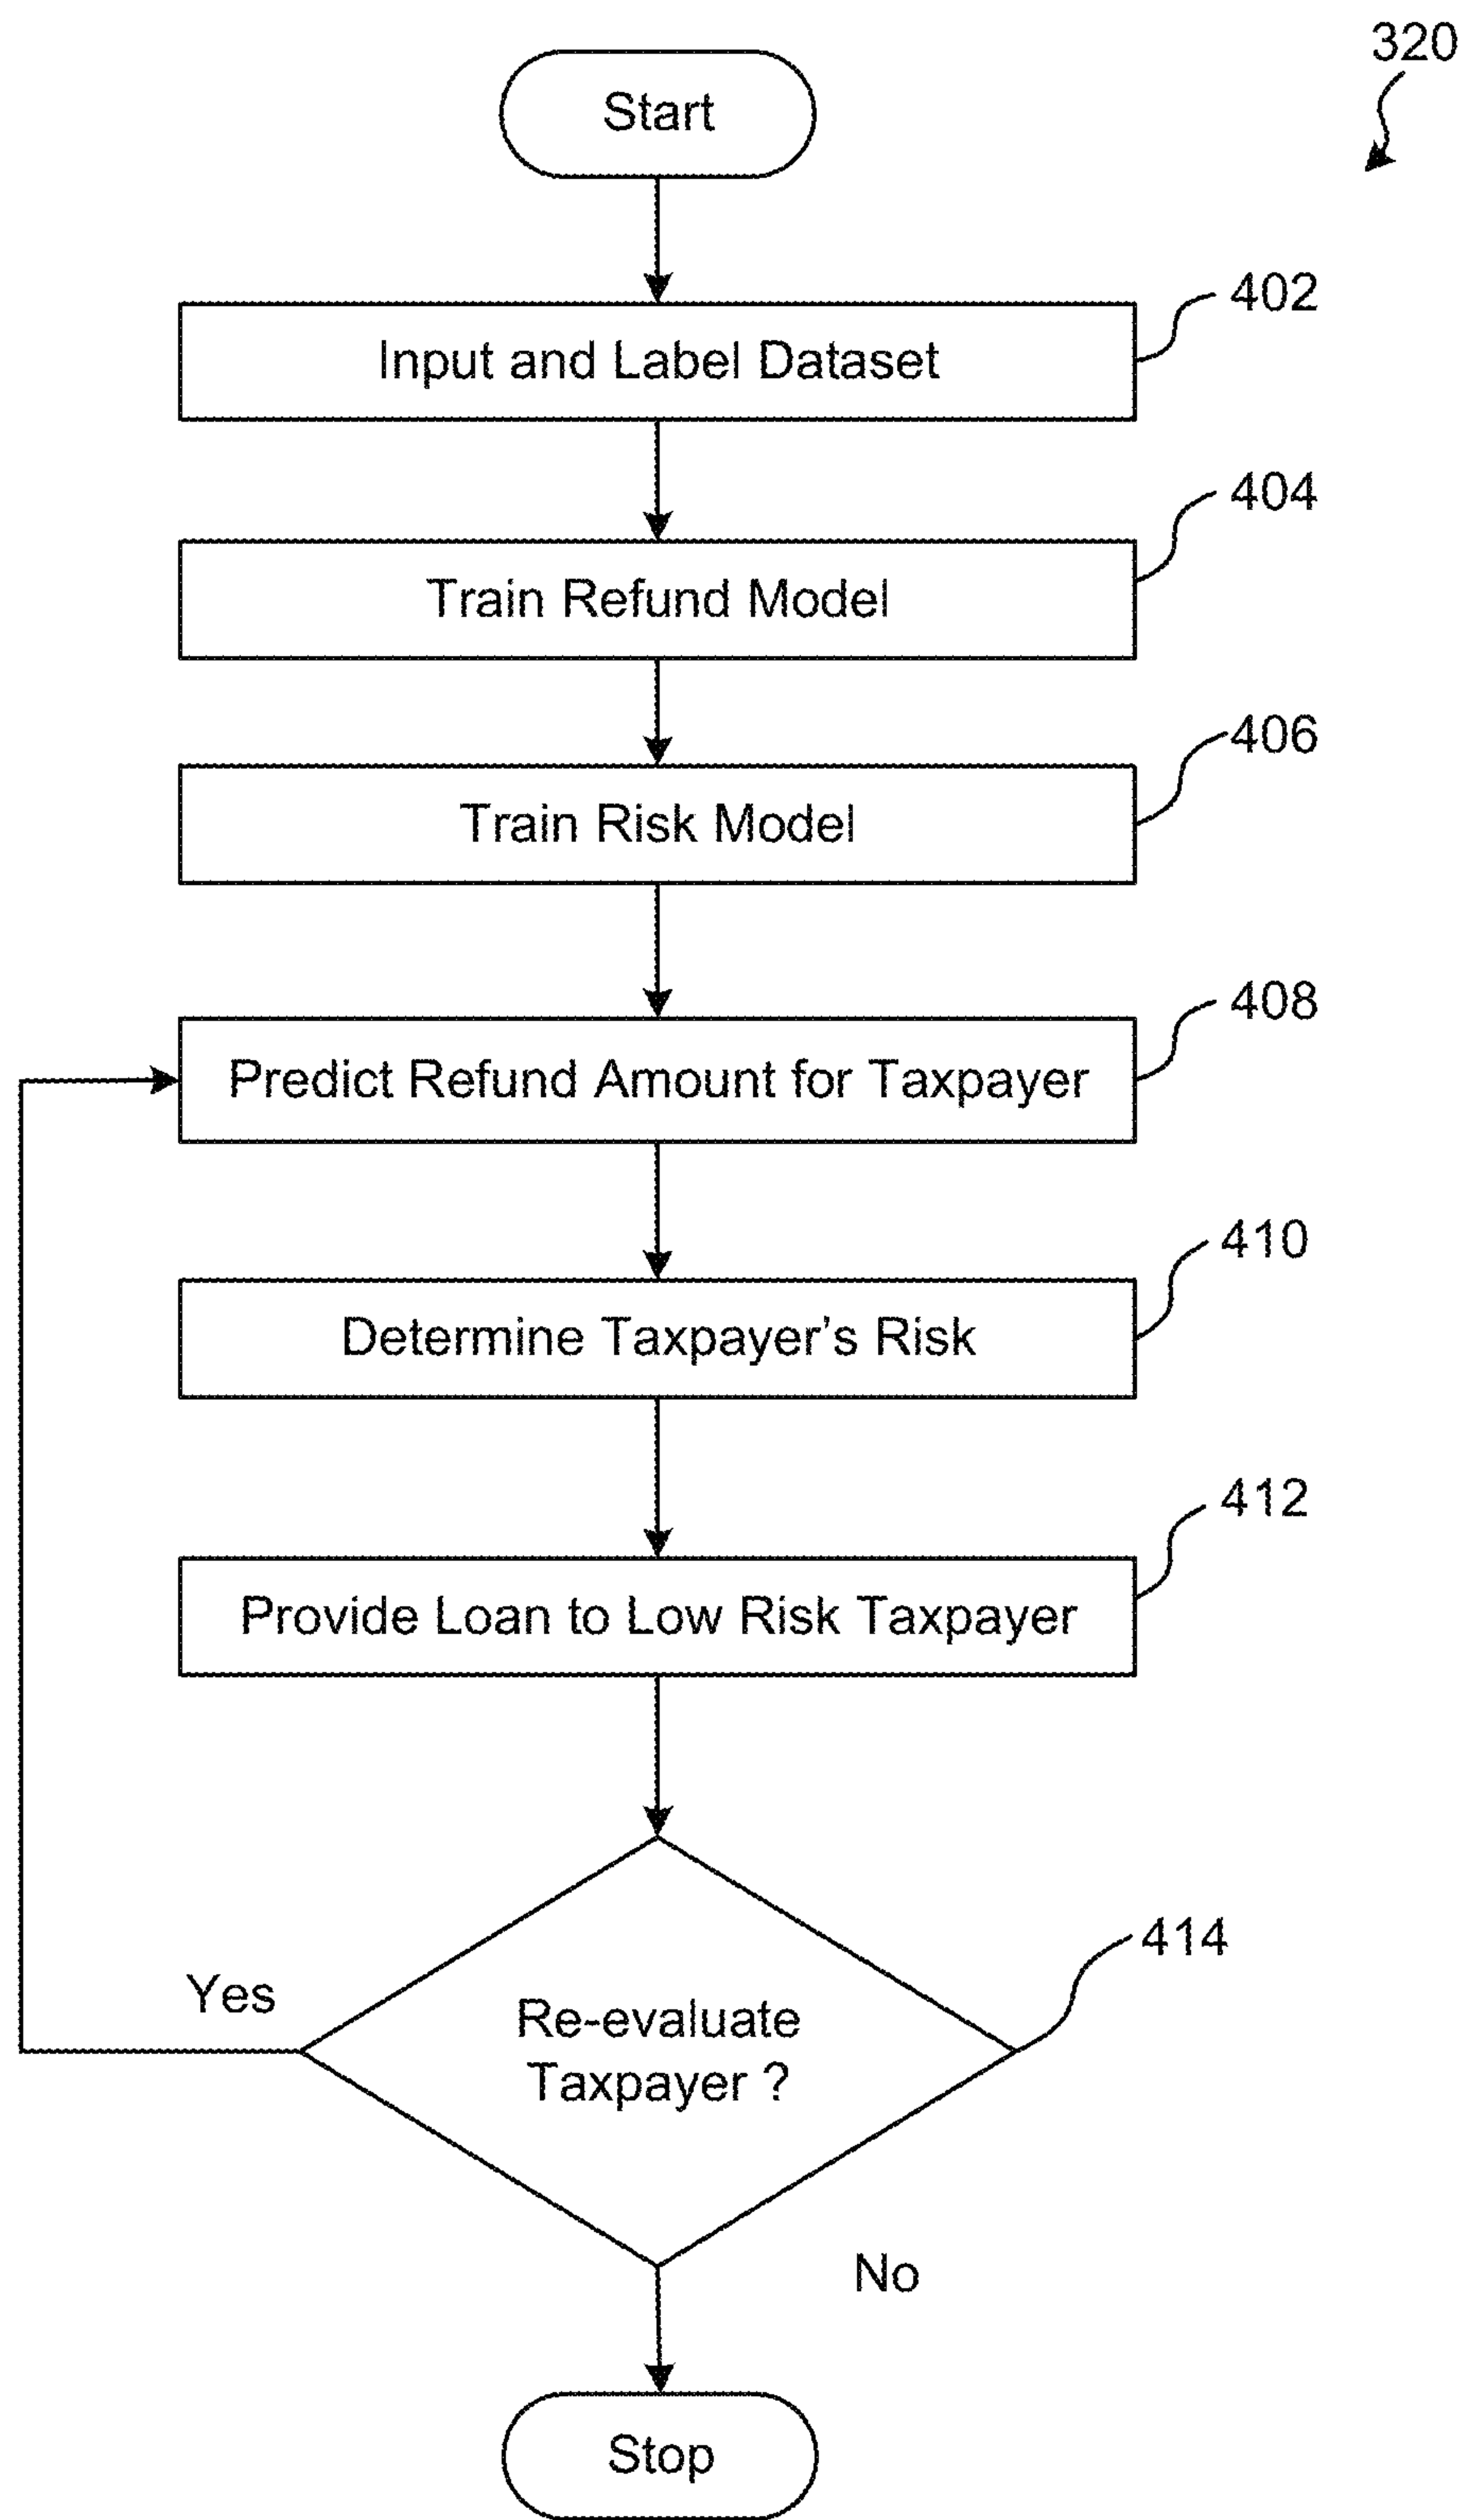 320
Start
402
Input and Label Dataset
404
Train Refund Model
406
Train Risk Model
408
Predict Refund Amount for Taxpayer
410
Determine Taxpayer's Risk
412
Provide Loan to Low Risk Taxpayer
414
Yes
Re-evaluate
Taxpayer ?
No
Stop